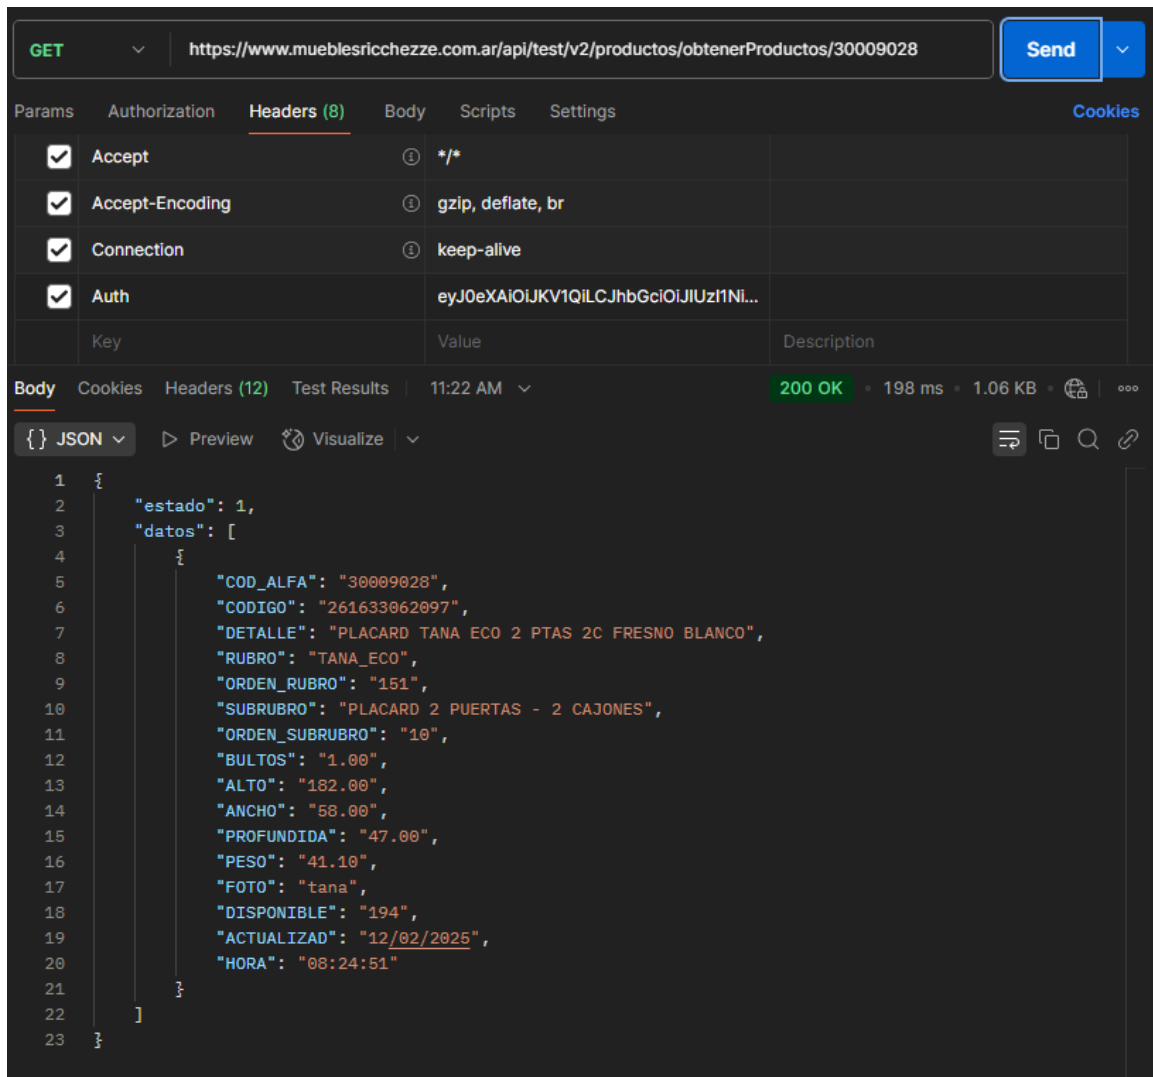 GET https://www.mueblesricchezze.com.ar/api/test/v2/productos/obtenerProductos/30009028 Send
Params Authorization Headers (8) Body Scripts Settings Cookies
Accept */*
Accept-Encoding gzip, deflate, br
Connection keep-alive
Auth eyJ0eXAiOiJKV1QiLCJhbGciOiJIUzI1Ni...
Key Value Description
Body Cookies Headers (12) Test Results 11:22 AM 200 OK 198 ms 1.06 KB
{} JSON Preview Visualize
1 {
2 "estado": 1,
3 "datos": [
4 {
5 "COD_ALFA": "30009028",
6 "CODIGO": "261633062097",
7 "DETALLE": "PLACARD TANA ECO 2 PTAS 2C FRESNO BLANCO",
8 "RUBRO": "TANA_ECO",
9 "ORDEN_RUBRO": "151",
10 "SUBRUBRO": "PLACARD 2 PUERTAS - 2 CAJONES",
11 "ORDEN_SUBRUBRO": "10",
12 "BULTOS": "1.00",
13 "ALTO": "182.00",
14 "ANCHO": "58.00",
15 "PROFUNDIDA": "47.00",
16 "PESO": "41.10",
17 "FOTO": "tana",
18 "DISPONIBLE": "194",
19 "ACTUALIZAD": "12/02/2025",
20 "HORA": "08:24:51"
21 }
22 ]
23 }